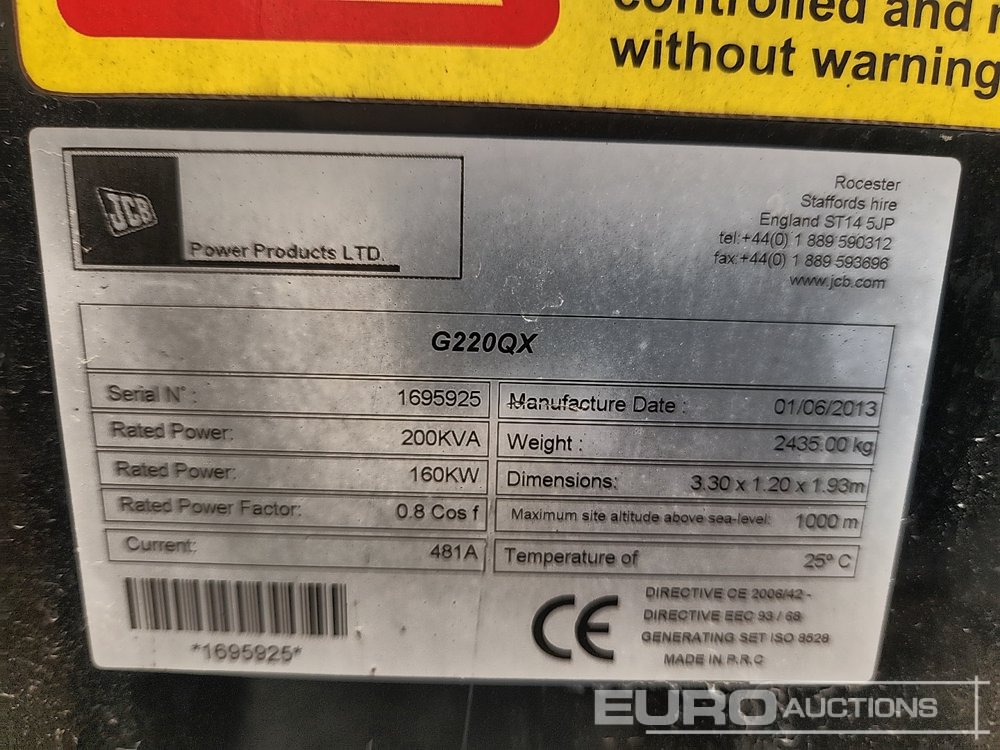 controlled and
without warning
JCB
Power Products LTD.
Rocester
Staffords hire
England ST14 5JP
tel:+44(0) 1 889 590312
fax:+44(0) 1 889 593696
www.jcb.com
G220QX
Serial N° : 1695925
Rated Power: 200KVA
Rated Power: 160KW
Rated Power Factor: 0.8 Cos f
Current: 481A
Manufacture Date : 01/06/2013
Weight : 2435.00 kg
Dimensions: 3.30 x 1.20 x 1.93m
Maximum site altitude above sea-level: 1000 m
Temperature of 25º C
*1695925*
CE
DIRECTIVE CE 2006/42 -
DIRECTIVE EEC 93 / 68
GENERATING SET ISO 8528
MADE IN P.R.C
EURO AUCTIONS